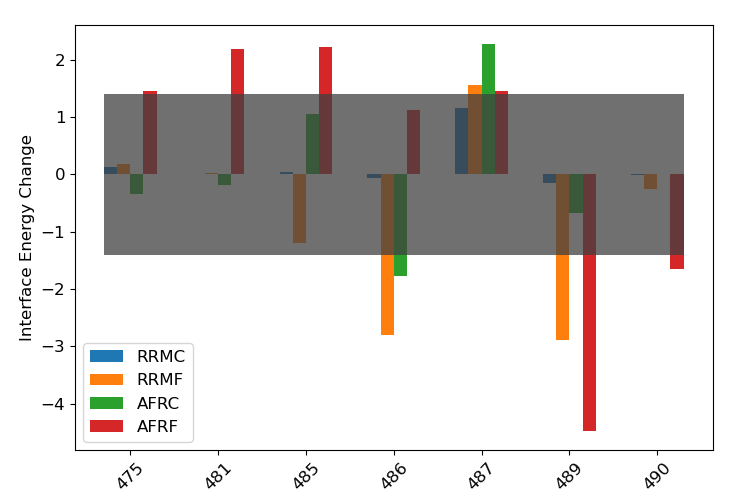 Interface Energy Change
2
1
0
−1
−2
−3
−4
RRMC
RRMF
AFRC
AFRF
475
481
485
486
487
489
490